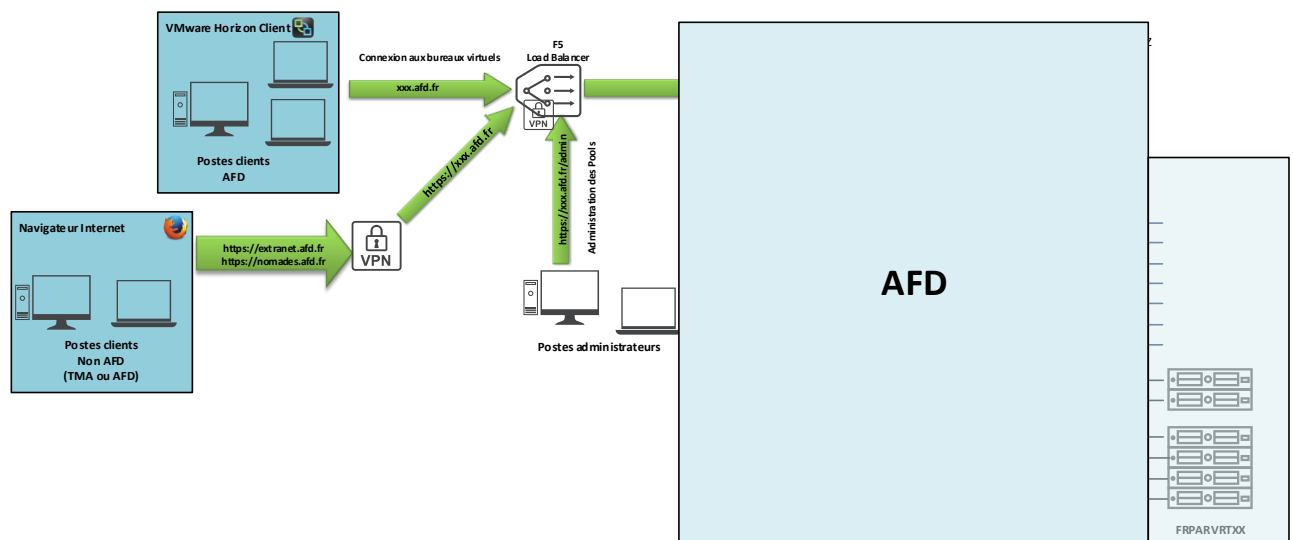 VMware Horizon Client
Postes clients
AFD
Connexion aux bureaux virtuels
xxx.afd.fr
F5
Load Balancer
VPN
https://xxx.afd.fr
https://xxx.afd.fr/admin
Administration des Pools
Navigateur Internet
https://extranet.afd.fr
https://nomades.afd.fr
VPN
Postes clients
Non AFD
(TMA ou AFD)
Postes administrateurs
AFD
FRPARVRTXX